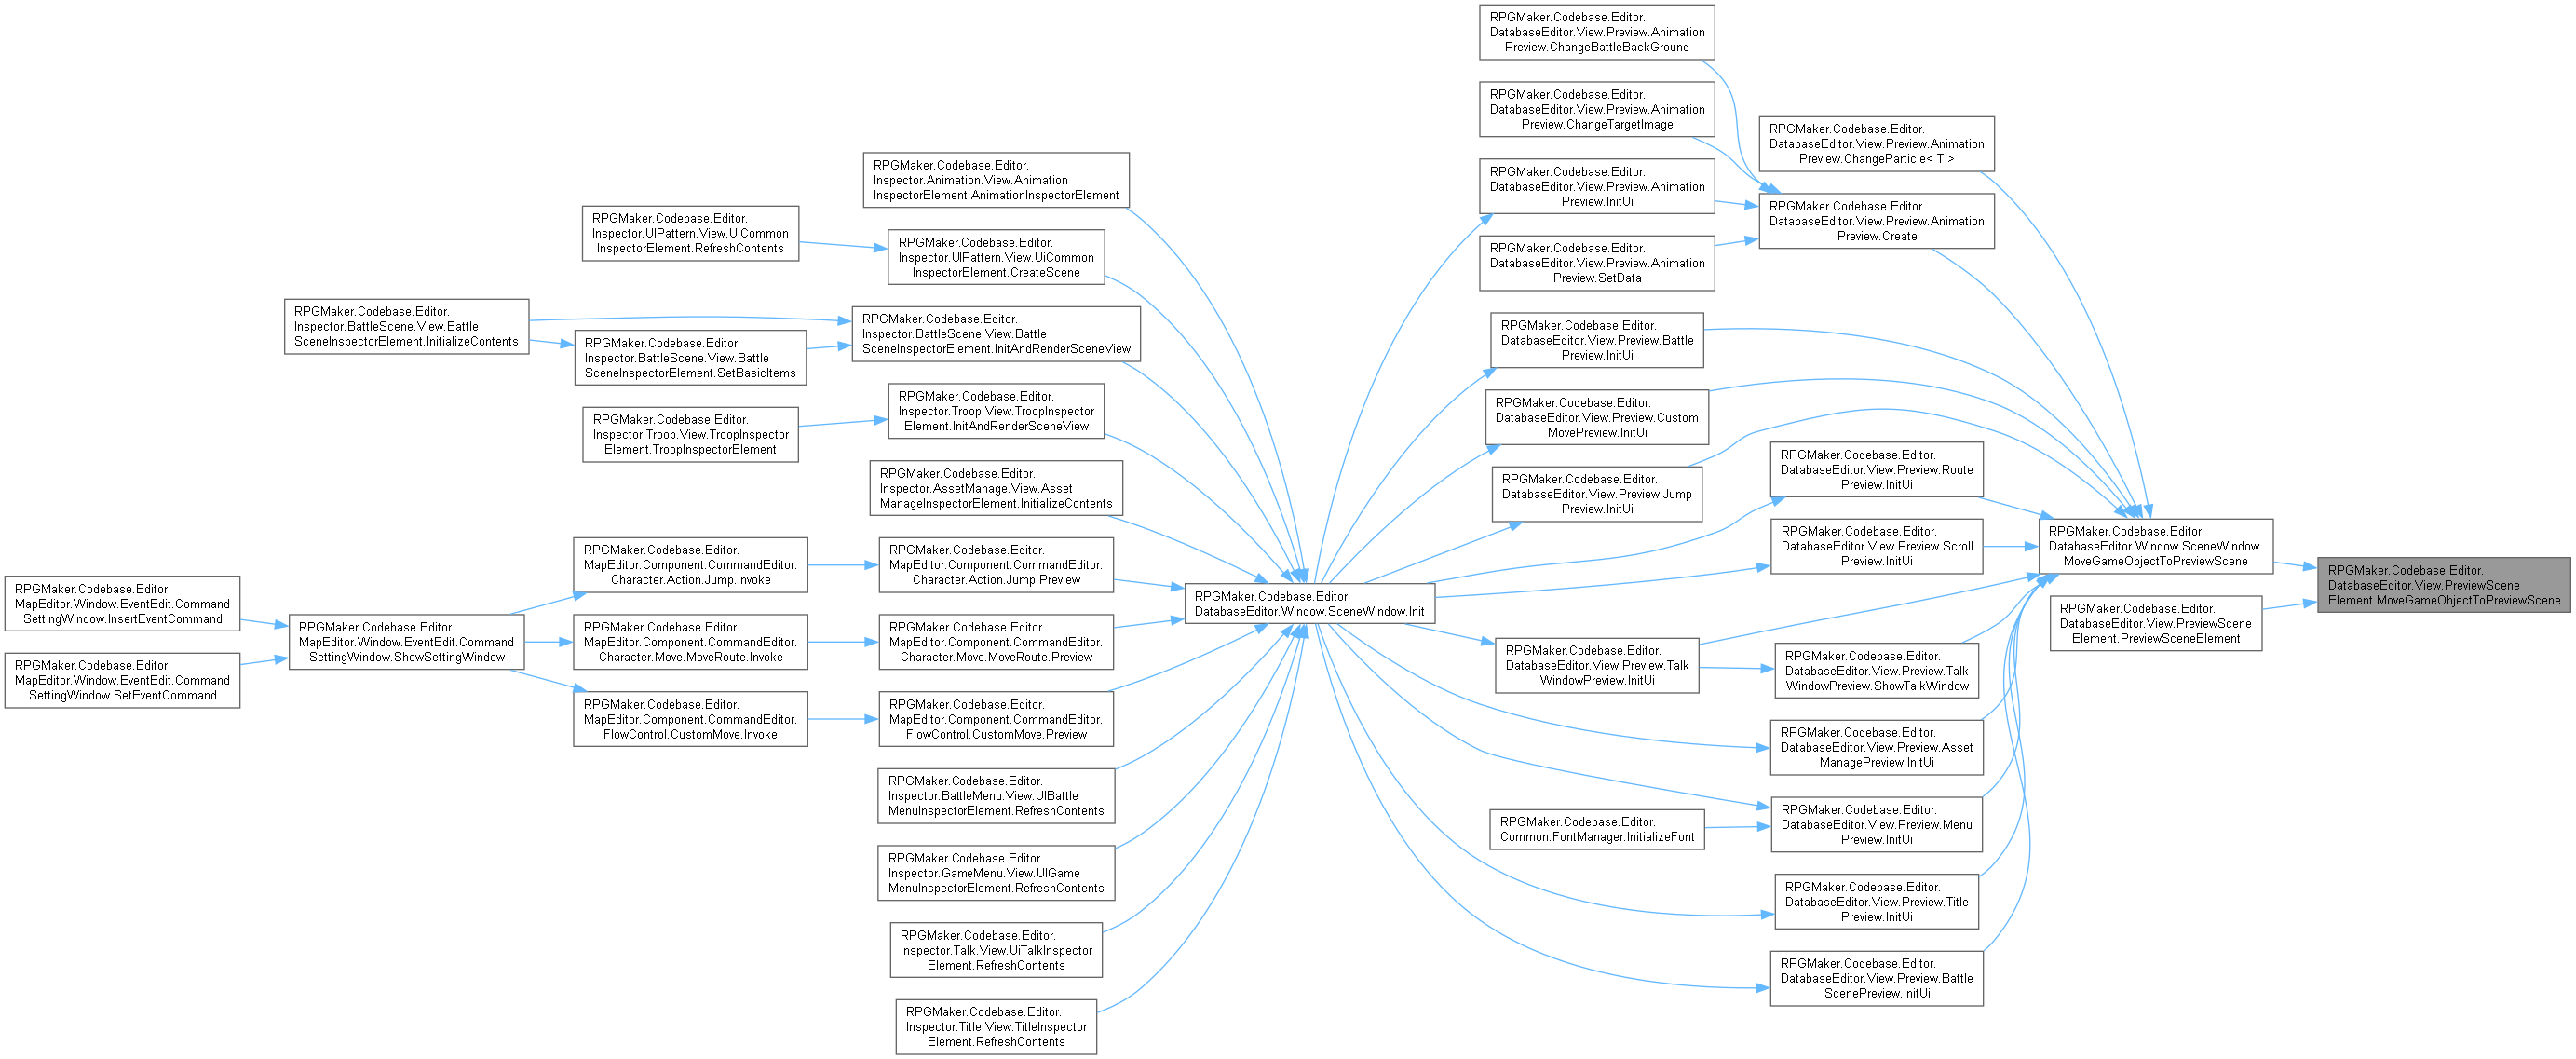 RPGMaker.Codebase.Editor.
DatabaseEditor.View.Preview.Animation
Preview.ChangeBattleBackGround
RPGMaker.Codebase.Editor.
DatabaseEditor.View.Preview.Animation
Preview.ChangeTargetImage
RPGMaker.Codebase.Editor.
DatabaseEditor.View.Preview.Animation
Preview.ChangeParticle< T >
RPGMaker.Codebase.Editor.
Inspector.Animation.View.Animation
InspectorElement.AnimationInspectorElement
RPGMaker.Codebase.Editor.
DatabaseEditor.View.Preview.Animation
Preview.InitUi
RPGMaker.Codebase.Editor.
DatabaseEditor.View.Preview.Animation
Preview.Create
RPGMaker.Codebase.Editor.
Inspector.UIPattern.View.UiCommon
InspectorElement.RefreshContents
RPGMaker.Codebase.Editor.
Inspector.UIPattern.View.UiCommon
InspectorElement.CreateScene
RPGMaker.Codebase.Editor.
DatabaseEditor.View.Preview.Animation
Preview.SetData
RPGMaker.Codebase.Editor.
Inspector.BattleScene.View.Battle
SceneInspectorElement.InitializeContents
RPGMaker.Codebase.Editor.
Inspector.BattleScene.View.Battle
SceneInspectorElement.SetBasicItems
RPGMaker.Codebase.Editor.
Inspector.BattleScene.View.Battle
SceneInspectorElement.InitAndRenderSceneView
RPGMaker.Codebase.Editor.
DatabaseEditor.View.Preview.Battle
Preview.InitUi
RPGMaker.Codebase.Editor.
Inspector.Troop.View.TroopInspector
Element.TroopInspectorElement
RPGMaker.Codebase.Editor.
Inspector.Troop.View.TroopInspector
Element.InitAndRenderSceneView
RPGMaker.Codebase.Editor.
DatabaseEditor.View.Preview.Custom
MovePreview.InitUi
RPGMaker.Codebase.Editor.
Inspector.AssetManage.View.Asset
ManageInspectorElement.InitializeContents
RPGMaker.Codebase.Editor.
DatabaseEditor.View.Preview.Jump
Preview.InitUi
RPGMaker.Codebase.Editor.
DatabaseEditor.View.Preview.Route
Preview.InitUi
RPGMaker.Codebase.Editor.
MapEditor.Component.CommandEditor.
Character.Action.Jump.Invoke
RPGMaker.Codebase.Editor.
MapEditor.Component.CommandEditor.
Character.Action.Jump.Preview
RPGMaker.Codebase.Editor.
DatabaseEditor.View.Preview.Scroll
Preview.InitUi
RPGMaker.Codebase.Editor.
DatabaseEditor.Window.SceneWindow.
MoveGameObjectToPreviewScene
RPGMaker.Codebase.Editor.
DatabaseEditor.View.PreviewScene
Element.MoveGameObjectToPreviewScene
RPGMaker.Codebase.Editor.
MapEditor.Window.EventEdit.Command
SettingWindow.InsertEventCommand
RPGMaker.Codebase.Editor.
MapEditor.Window.EventEdit.Command
SettingWindow.SetEventCommand
RPGMaker.Codebase.Editor.
MapEditor.Window.EventEdit.Command
SettingWindow.ShowSettingWindow
RPGMaker.Codebase.Editor.
MapEditor.Component.CommandEditor.
Character.Move.MoveRoute.Invoke
RPGMaker.Codebase.Editor.
MapEditor.Component.CommandEditor.
Character.Move.MoveRoute.Preview
RPGMaker.Codebase.Editor.
DatabaseEditor.Window.SceneWindow.Init
RPGMaker.Codebase.Editor.
DatabaseEditor.View.Preview.Talk
WindowPreview.InitUi
RPGMaker.Codebase.Editor.
DatabaseEditor.View.Preview.Talk
WindowPreview.ShowTalkWindow
RPGMaker.Codebase.Editor.
DatabaseEditor.View.PreviewScene
Element.PreviewSceneElement
RPGMaker.Codebase.Editor.
MapEditor.Component.CommandEditor.
FlowControl.CustomMove.Invoke
RPGMaker.Codebase.Editor.
MapEditor.Component.CommandEditor.
FlowControl.CustomMove.Preview
RPGMaker.Codebase.Editor.
DatabaseEditor.View.Preview.Asset
ManagePreview.InitUi
RPGMaker.Codebase.Editor.
Inspector.BattleMenu.View.UIBattle
MenuInspectorElement.RefreshContents
RPGMaker.Codebase.Editor.
Common.FontManager.InitializeFont
RPGMaker.Codebase.Editor.
DatabaseEditor.View.Preview.Menu
Preview.InitUi
RPGMaker.Codebase.Editor.
Inspector.GameMenu.View.UIGame
MenuInspectorElement.RefreshContents
RPGMaker.Codebase.Editor.
DatabaseEditor.View.Preview.Title
Preview.InitUi
RPGMaker.Codebase.Editor.
Inspector.Talk.View.UiTalkInspector
Element.RefreshContents
RPGMaker.Codebase.Editor.
DatabaseEditor.View.Preview.Battle
ScenePreview.InitUi
RPGMaker.Codebase.Editor.
Inspector.Title.View.TitleInspector
Element.RefreshContents